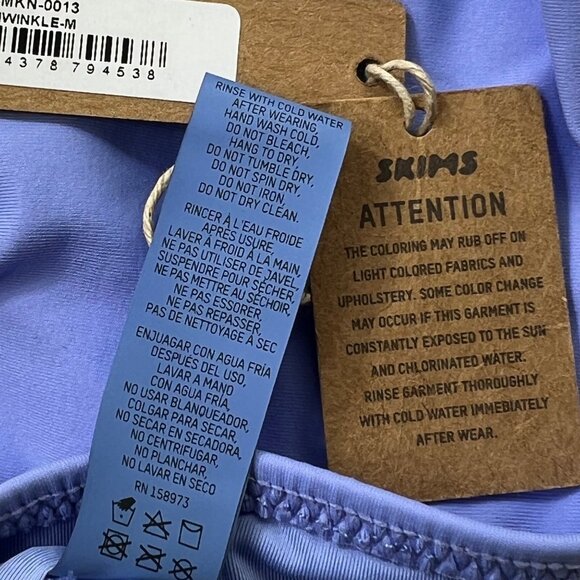 MKN-0013
IWINKLE-M
4378 794538
RINSE WITH COLD WATER
AFTER WEARING,
HAND WASH COLD,
DO NOT BLEACH,
HANG TO DRY,
DO NOT TUMBLE DRY,
DO NOT SPIN DRY,
DO NOT IRON,
DO NOT DRY CLEAN.
RINCER À L'EAU FROIDE
APRÈS USURE,
LAVER À FROID À LA MAIN,
NE PAS UTILISER DE JAVEL,
SUSPENDRE POUR SÉCHER,
NE PAS METTRE AU SÉCHOIR,
NE PAS ESSORER,
NE PAS REPASSER,
PAS DE NETTOYAGE À SEC
ENJUAGAR CON AGUA FRÍA
DESPUÉS DEL USO,
LAVAR A MANO
CON AGUA FRÍA,
NO USAR BLANQUEADOR,
COLGAR PARA SECAR,
NO SECAR EN SECADORA,
NO CENTRIFUGAR,
NO PLANCHAR,
NO LAVAR EN SECO
RN 158973
SKIMS
ATTENTION
THE COLORING MAY RUB OFF ON
LIGHT COLORED FABRICS AND
UPHOLSTERY. SOME COLOR CHANGE
MAY OCCUR IF THIS GARMENT IS
CONSTANTLY EXPOSED TO THE SUN
AND CHLORINATED WATER.
RINSE GARMENT THOROUGHLY
WITH COLD WATER IMMEDIATELY
AFTER WEAR.